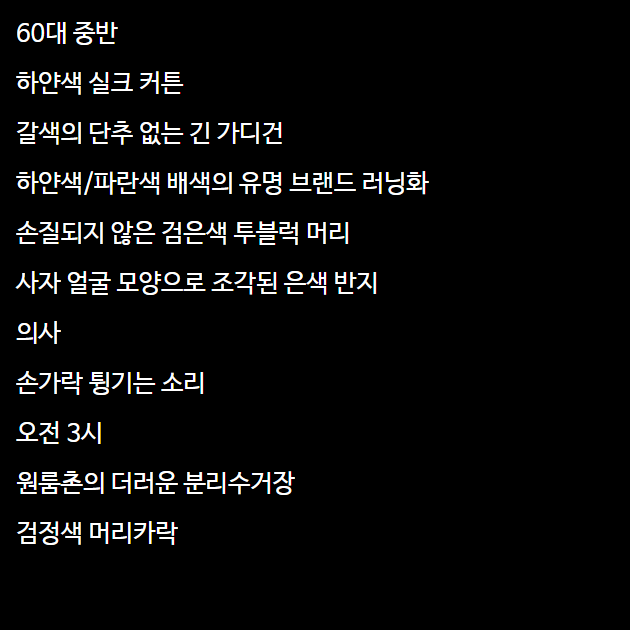 60대 중반
하얀색 실크 커튼
갈색의 단추 없는 긴 가디건
하얀색/파란색 배색의 유명 브랜드 러닝화
손질되지 않은 검은색 투블럭 머리
사자 얼굴 모양으로 조각된 은색 반지
의사
손가락 튕기는 소리
오전 3시
원룸촌의 더러운 분리수거장
검정색 머리카락